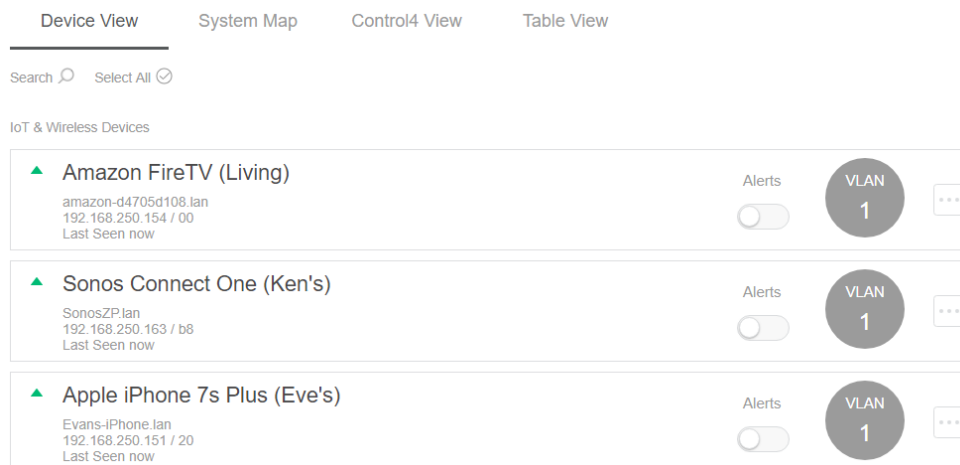 Device View System Map Control4 View Table View
Search Select All
IoT & Wireless Devices
Amazon FireTV (Living)
amazon-d4705d108.lan
192.168.250.154 / 00
Last Seen now
Alerts
VLAN
1
Sonos Connect One (Ken's)
SonosZP.lan
192.168.250.163 / b8
Last Seen now
Alerts
VLAN
1
Apple iPhone 7s Plus (Eve's)
Evans-iPhone.lan
192.168.250.151 / 20
Last Seen now
Alerts
VLAN
1